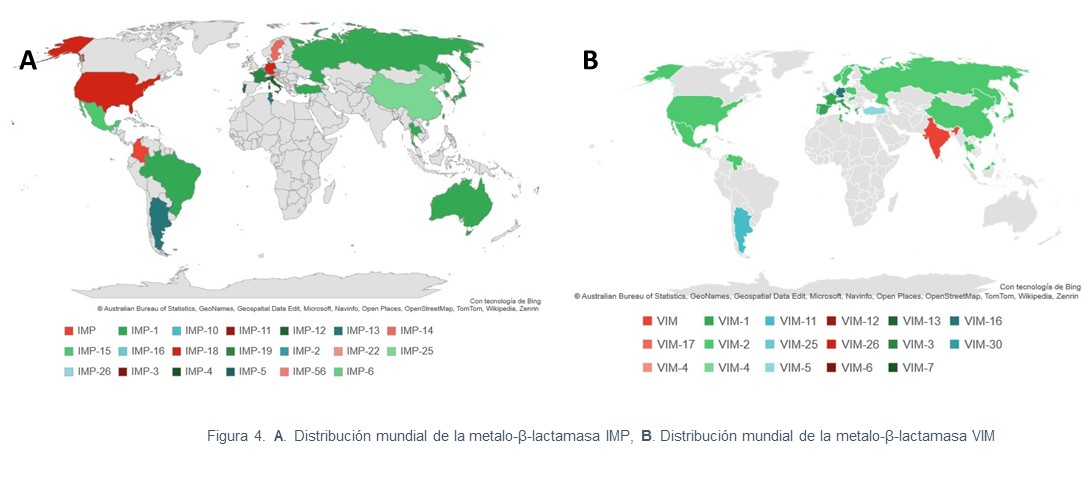 A
B
Con tecnología de Bing
© Australian Bureau of Statistics, GeoNames, Geospatial Data Edit, Microsoft, Navinfo, Open Places, OpenStreetMap, TomTom, Wikipedia, Zenrin
IMP IMP-1 IMP-10 IMP-11 IMP-12 IMP-13 IMP-14
IMP-15 IMP-16 IMP-18 IMP-19 IMP-2 IMP-22 IMP-25
IMP-26 IMP-3 IMP-4 IMP-5 IMP-56 IMP-6
Con tecnología de Bing
© Australian Bureau of Statistics, GeoNames, Geospatial Data Edit, Microsoft, Navinfo, Open Places, OpenStreetMap, TomTom, Wikipedia, Zenrin
VIM VIM-1 VIM-11 VIM-12 VIM-13 VIM-16
VIM-17 VIM-2 VIM-25 VIM-26 VIM-3 VIM-30
VIM-4 VIM-4 VIM-5 VIM-6 VIM-7
Figura 4. A. Distribución mundial de la metalo-β-lactamasa IMP, B. Distribución mundial de la metalo-β-lactamasa VIM